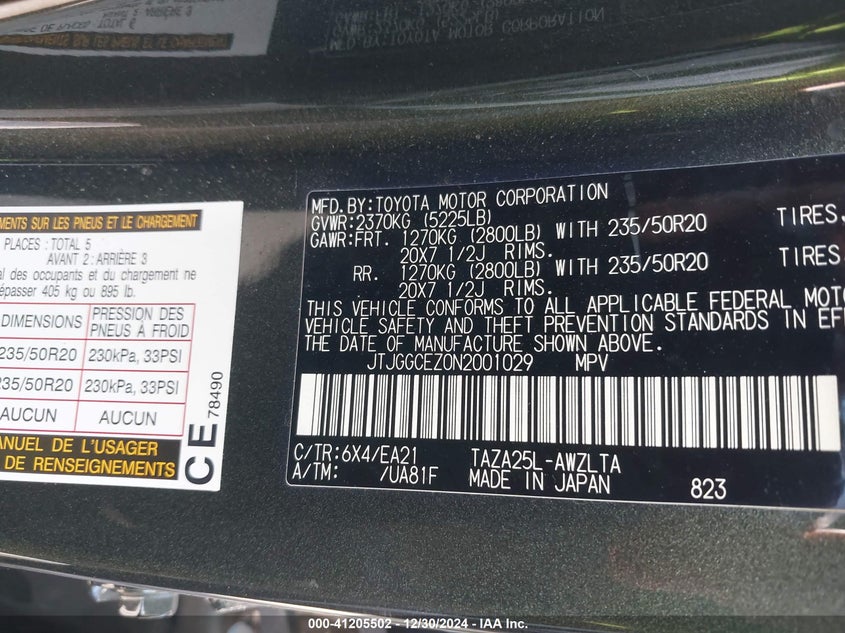 MFD.BY:TOYOTA MOTOR CORPORATION
GVWR:2370KG (5225LB)
GAWR:FRT. 1270KG (2800LB) WITH 235/50R20 TIRES,
20X7 1/2J RIMS.
RR. 1270KG (2800LB) WITH 235/50R20 TIRES,
20X7 1/2J RIMS.
THIS VEHICLE CONFORMS TO ALL APPLICABLE FEDERAL MOTO
VEHICLE SAFETY AND THEFT PREVENTION STANDARDS IN EFF
THE DATE OF MANUFACTURE SHOWN ABOVE.
JTJGGCEZ0N2001029 MPV
C/TR:6X4/EA21 TAZA25L-AWZLTA
A/TM: /UA81F MADE IN JAPAN 823
MENTS SUR LES PNEUS ET LE CHARGEMENT
PLACES : TOTAL 5
AVANT 2 : ARRIÈRE 3
al des occupants et du chargement ne
épasser 405 kg ou 895 lb.
DIMENSIONS PRESSION DES
PNEUS À FROID
235/50R20 230kPa, 33PSI
235/50R20 230kPa, 33PSI
AUCUN AUCUN
MANUEL DE L'USAGER
DE RENSEIGNEMENTS
CE 78490
000-41205502 - 12/30/2024 - IAA Inc.